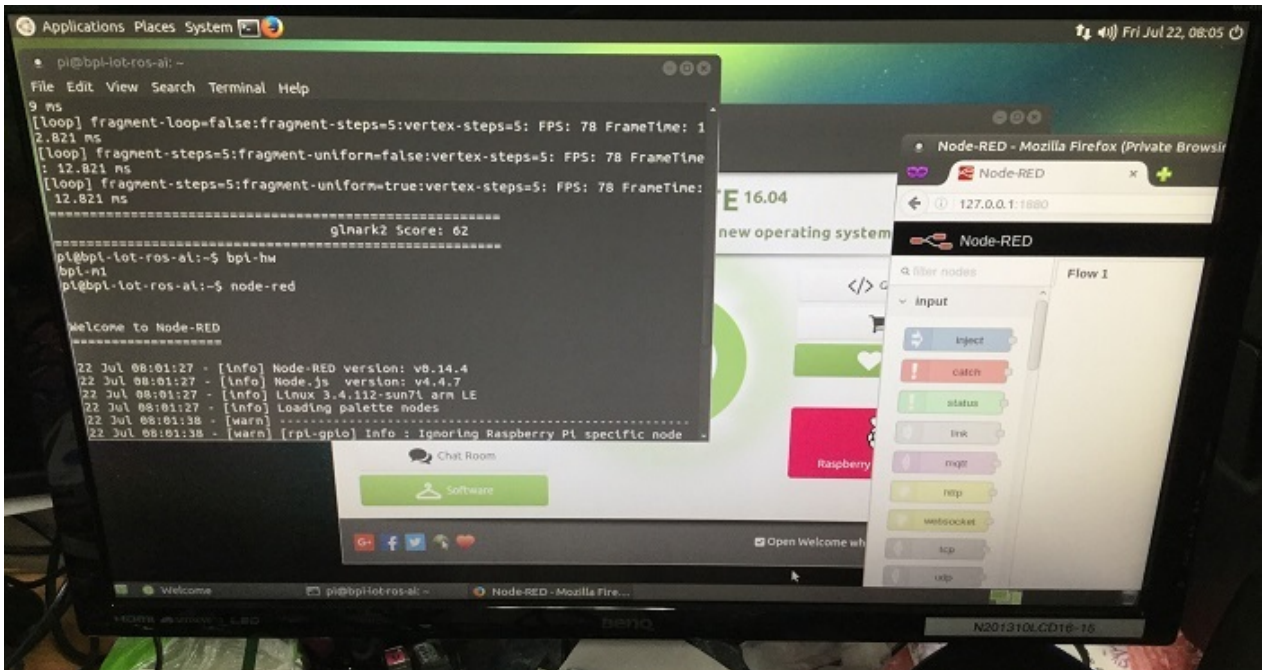 Applications Places System
Fri Jul 22, 08:05
pi@bpi-iot-ros-ai: ~
File Edit View Search Terminal Help
9 ms
[loop] fragment-loop=false:fragment-steps=5:vertex-steps=5: FPS: 78 FrameTime: 1
2.821 ms
[loop] fragment-steps=5:fragment-uniform=false:vertex-steps=5: FPS: 78 FrameTime
: 12.821 ms
[loop] fragment-steps=5:fragment-uniform=true:vertex-steps=5: FPS: 78 FrameTime:
12.821 ms
=======================================================
glmark2 Score: 62
=======================================================
pi@bpi-iot-ros-ai:~$ bpi-hw
bpi-m1
pi@bpi-iot-ros-ai:~$ node-red
Welcome to Node-RED
===================
22 Jul 08:01:27 - [info] Node-RED version: v0.14.4
22 Jul 08:01:27 - [info] Node.js version: v4.4.7
22 Jul 08:01:27 - [info] Linux 3.4.112-sun7i arm LE
22 Jul 08:01:27 - [info] Loading palette nodes
22 Jul 08:01:38 - [warn] ------------------------------------------------------
22 Jul 08:01:38 - [warn] [rpi-gpio] Info : Ignoring Raspberry Pi specific node
TE 16.04
new operating system
</>
Raspberry
Chat Room
Software
G+ f
Open Welcome wh
Node-RED - Mozilla Firefox (Private Browsin
Node-RED
127.0.0.1:1880
Node-RED
filter nodes
Flow 1
input
inject
catch
status
link
mqtt
http
websocket
tcp
udp
Welcome
pi@bpi-iot-ros-ai: ~
Node-RED - Mozilla Fire...
HDMI LED
BenQ
N201310LCD16-16